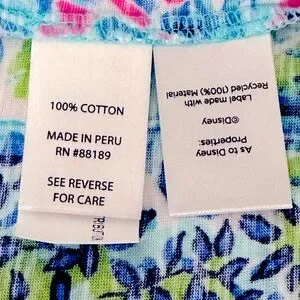 100% COTTON
MADE IN PERU
RN #88189
SEE REVERSE
FOR CARE
As to Disney
Properties:
©Disney
Label made with
Recycled (100%) Material